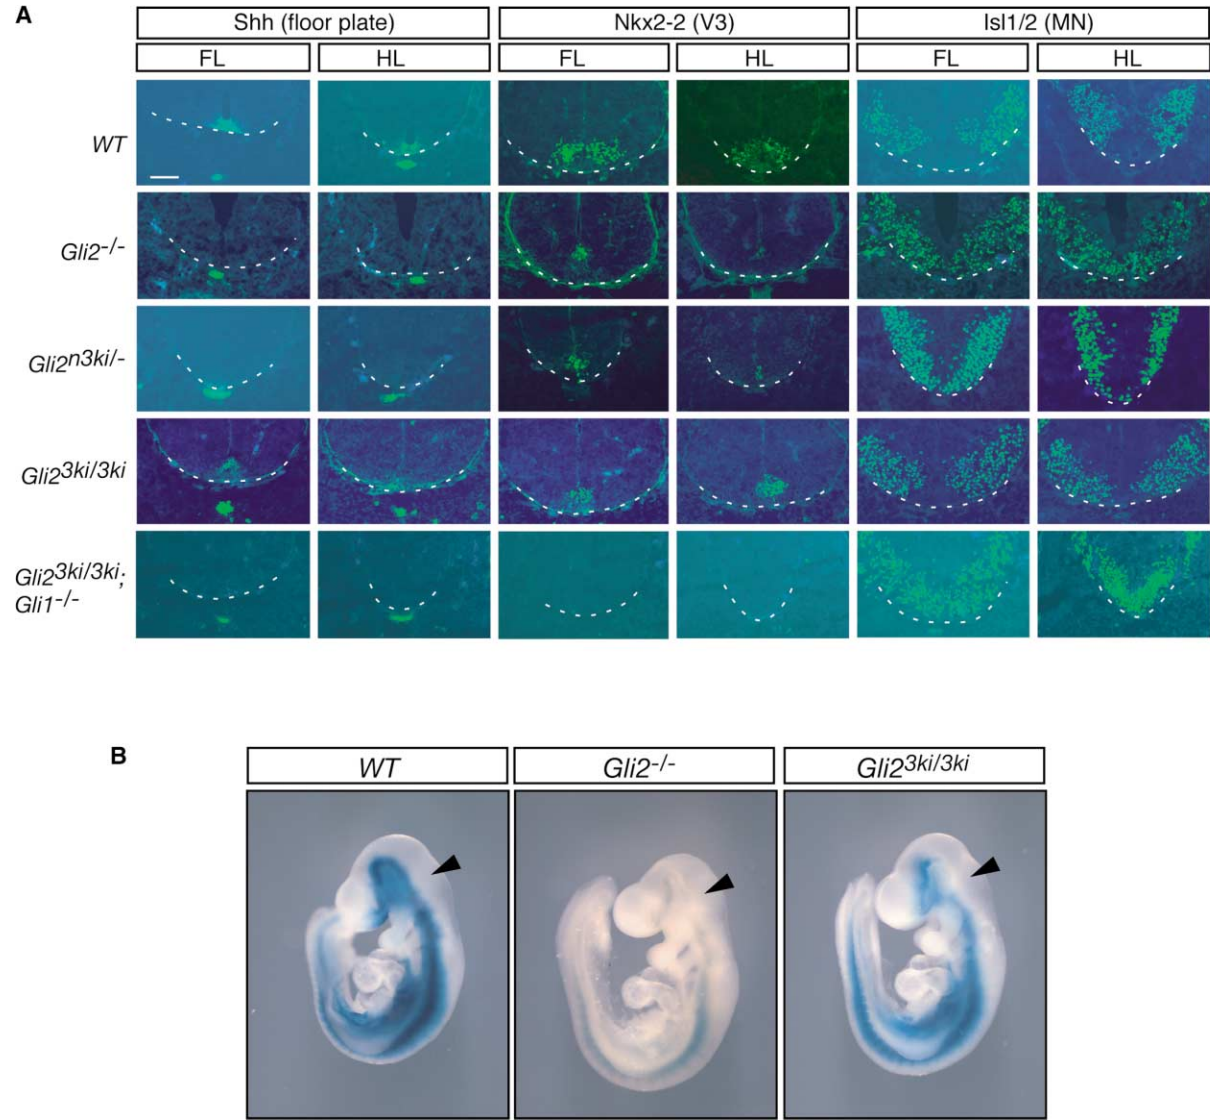 A
Shh (floor plate) Nkx2-2 (V3) Isl1/2 (MN)
FL HL FL HL FL HL
WT
Gli2-/-
Gli2n3ki/-
Gli23ki/3ki
Gli23ki/3ki;
Gli1-/-
B
WT Gli2-/- Gli23ki/3ki